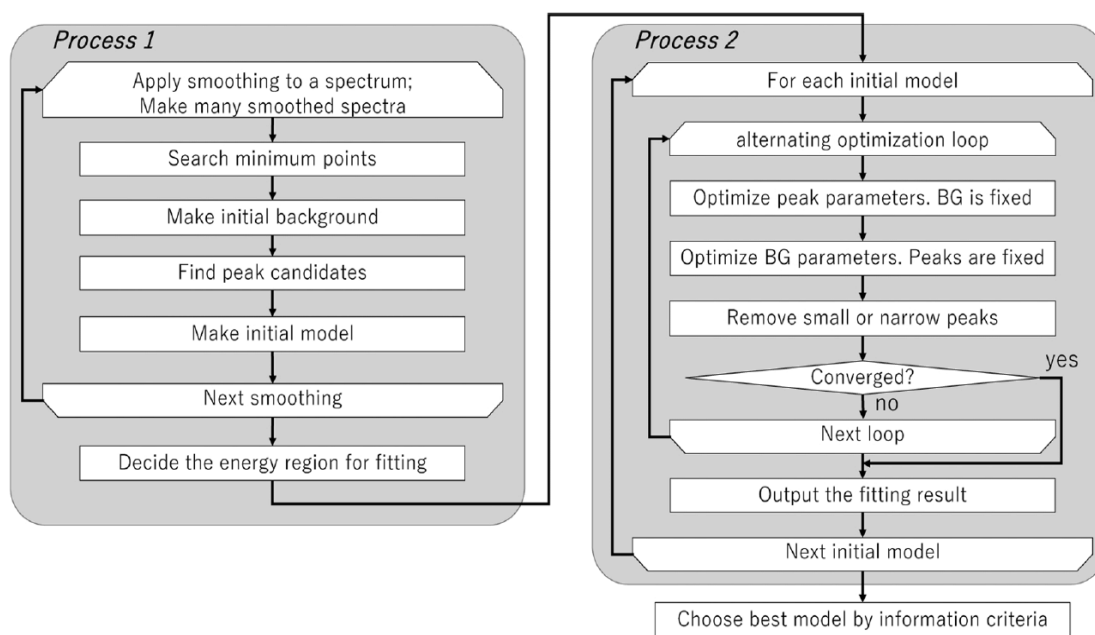 Process 1
Apply smoothing to a spectrum;
Make many smoothed spectra
Search minimum points
Make initial background
Find peak candidates
Make initial model
Next smoothing
Decide the energy region for fitting
Process 2
For each initial model
alternating optimization loop
Optimize peak parameters. BG is fixed
Optimize BG parameters. Peaks are fixed
Remove small or narrow peaks
Converged?
yes
no
Next loop
Output the fitting result
Next initial model
Choose best model by information criteria